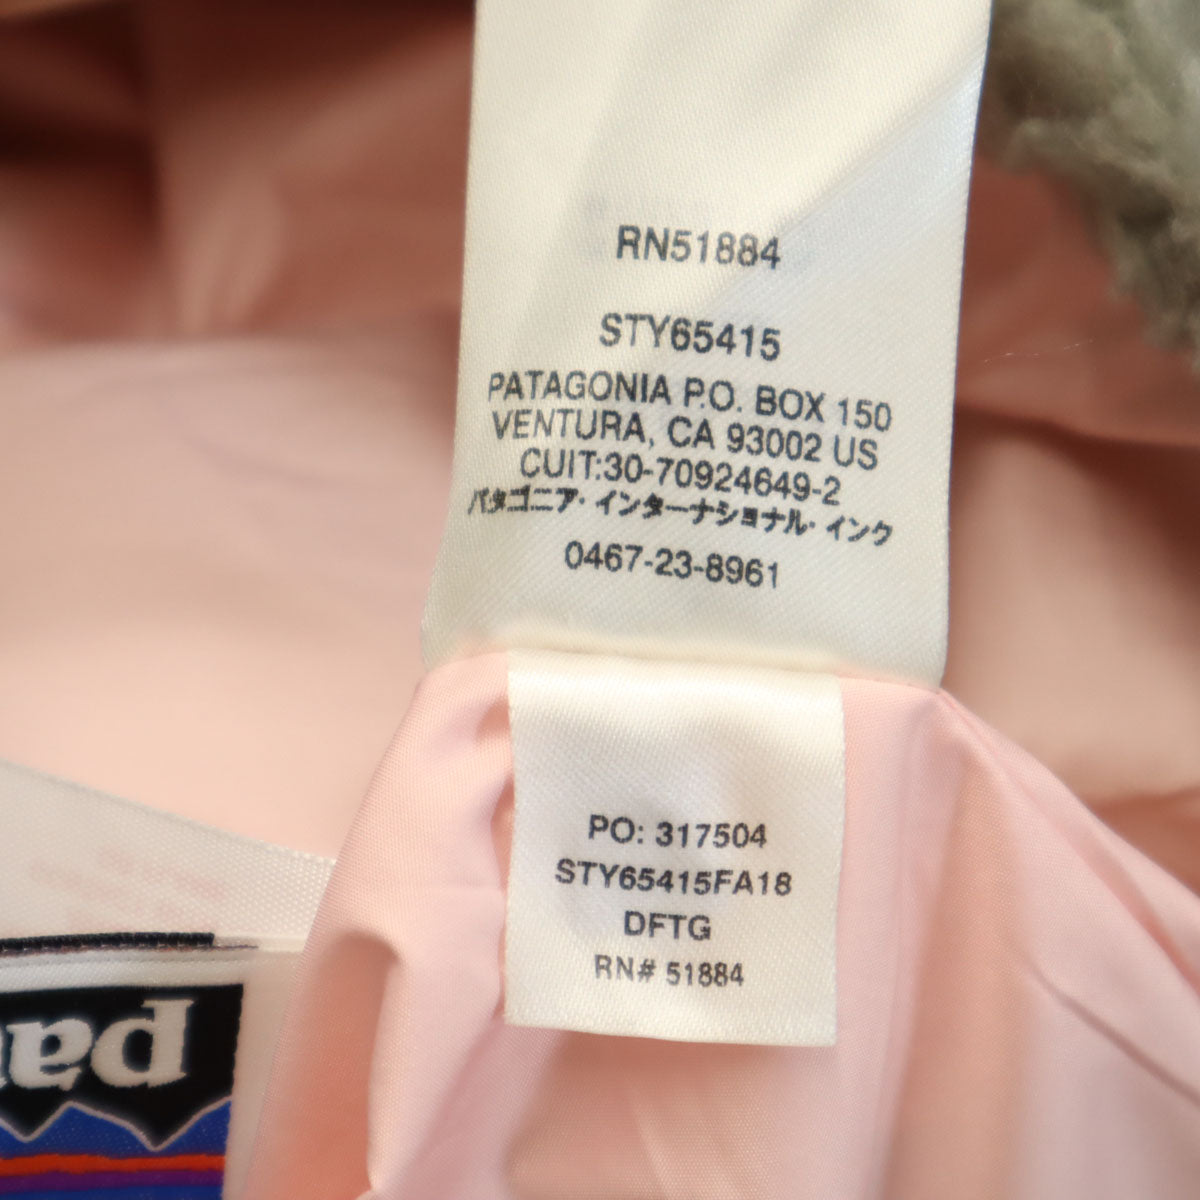 RN51884
STY65415
PATAGONIA P.O. BOX 150
VENTURA, CA 93002 US
CUIT:30-70924649-2
パタゴニア・インターナショナル・インク
0467-23-8961
PO: 317504
STY65415FA18
DFTG
RN# 51884